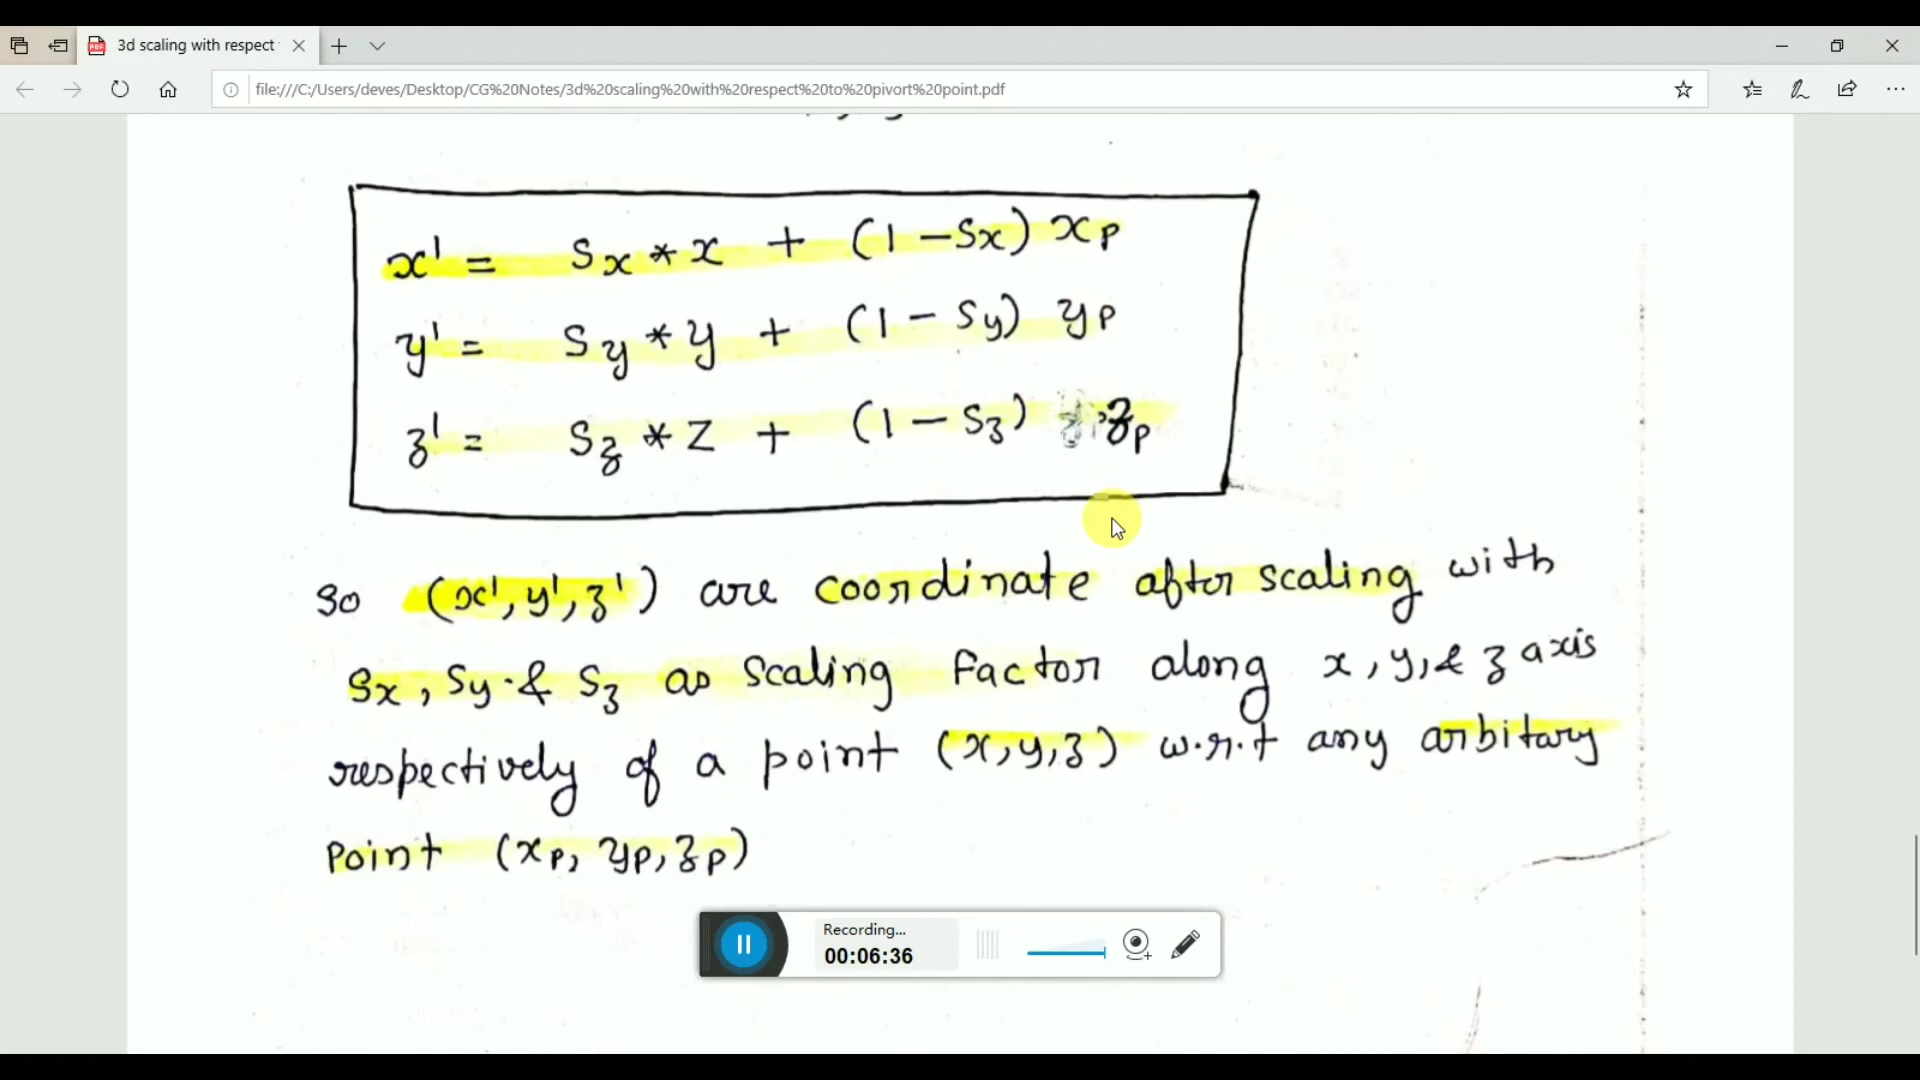 3d scaling with respect
file:///C:/Users/deves/Desktop/CG%20Notes/3d%20scaling%20with%20respect%20to%20pivort%20point.pdf
x' = Sx * x + (1 - Sx) xp
y' = Sy * y + (1 - Sy) yp
z' = Sz * z + (1 - Sz) zp
So (x', y', z') are coordinate after scaling with
Sx, Sy & Sz as Scaling Factor along x, y, & z axis
respectively of a point (x, y, z) w.r.t any arbitary
Point (xp, yp, zp)
Recording...
00:06:36